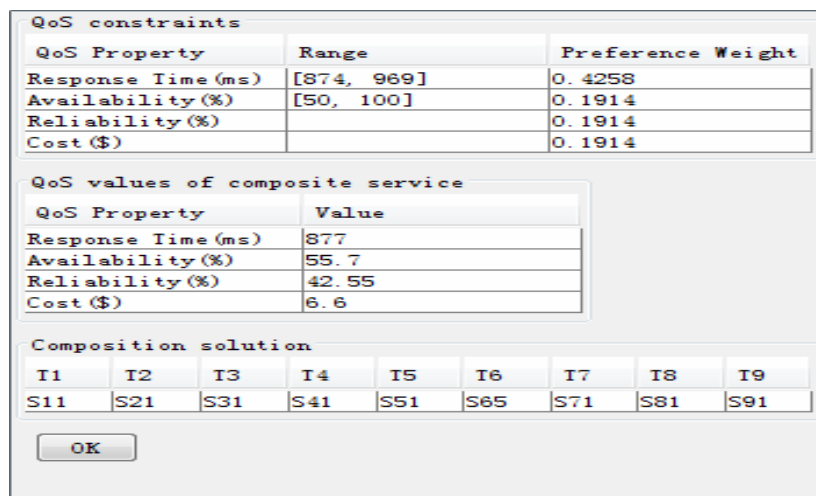 QoS constraints
QoS Property Range Preference Weight
Response Time(ms) [874, 969] 0.4258
Availability(%) [50, 100] 0.1914
Reliability(%) 0.1914
Cost($) 0.1914
QoS values of composite service
QoS Property Value
Response Time(ms) 877
Availability(%) 55.7
Reliability(%) 42.55
Cost($) 6.6
Composition solution
T1 T2 T3 T4 T5 T6 T7 T8 T9
S11 S21 S31 S41 S51 S65 S71 S81 S91
OK